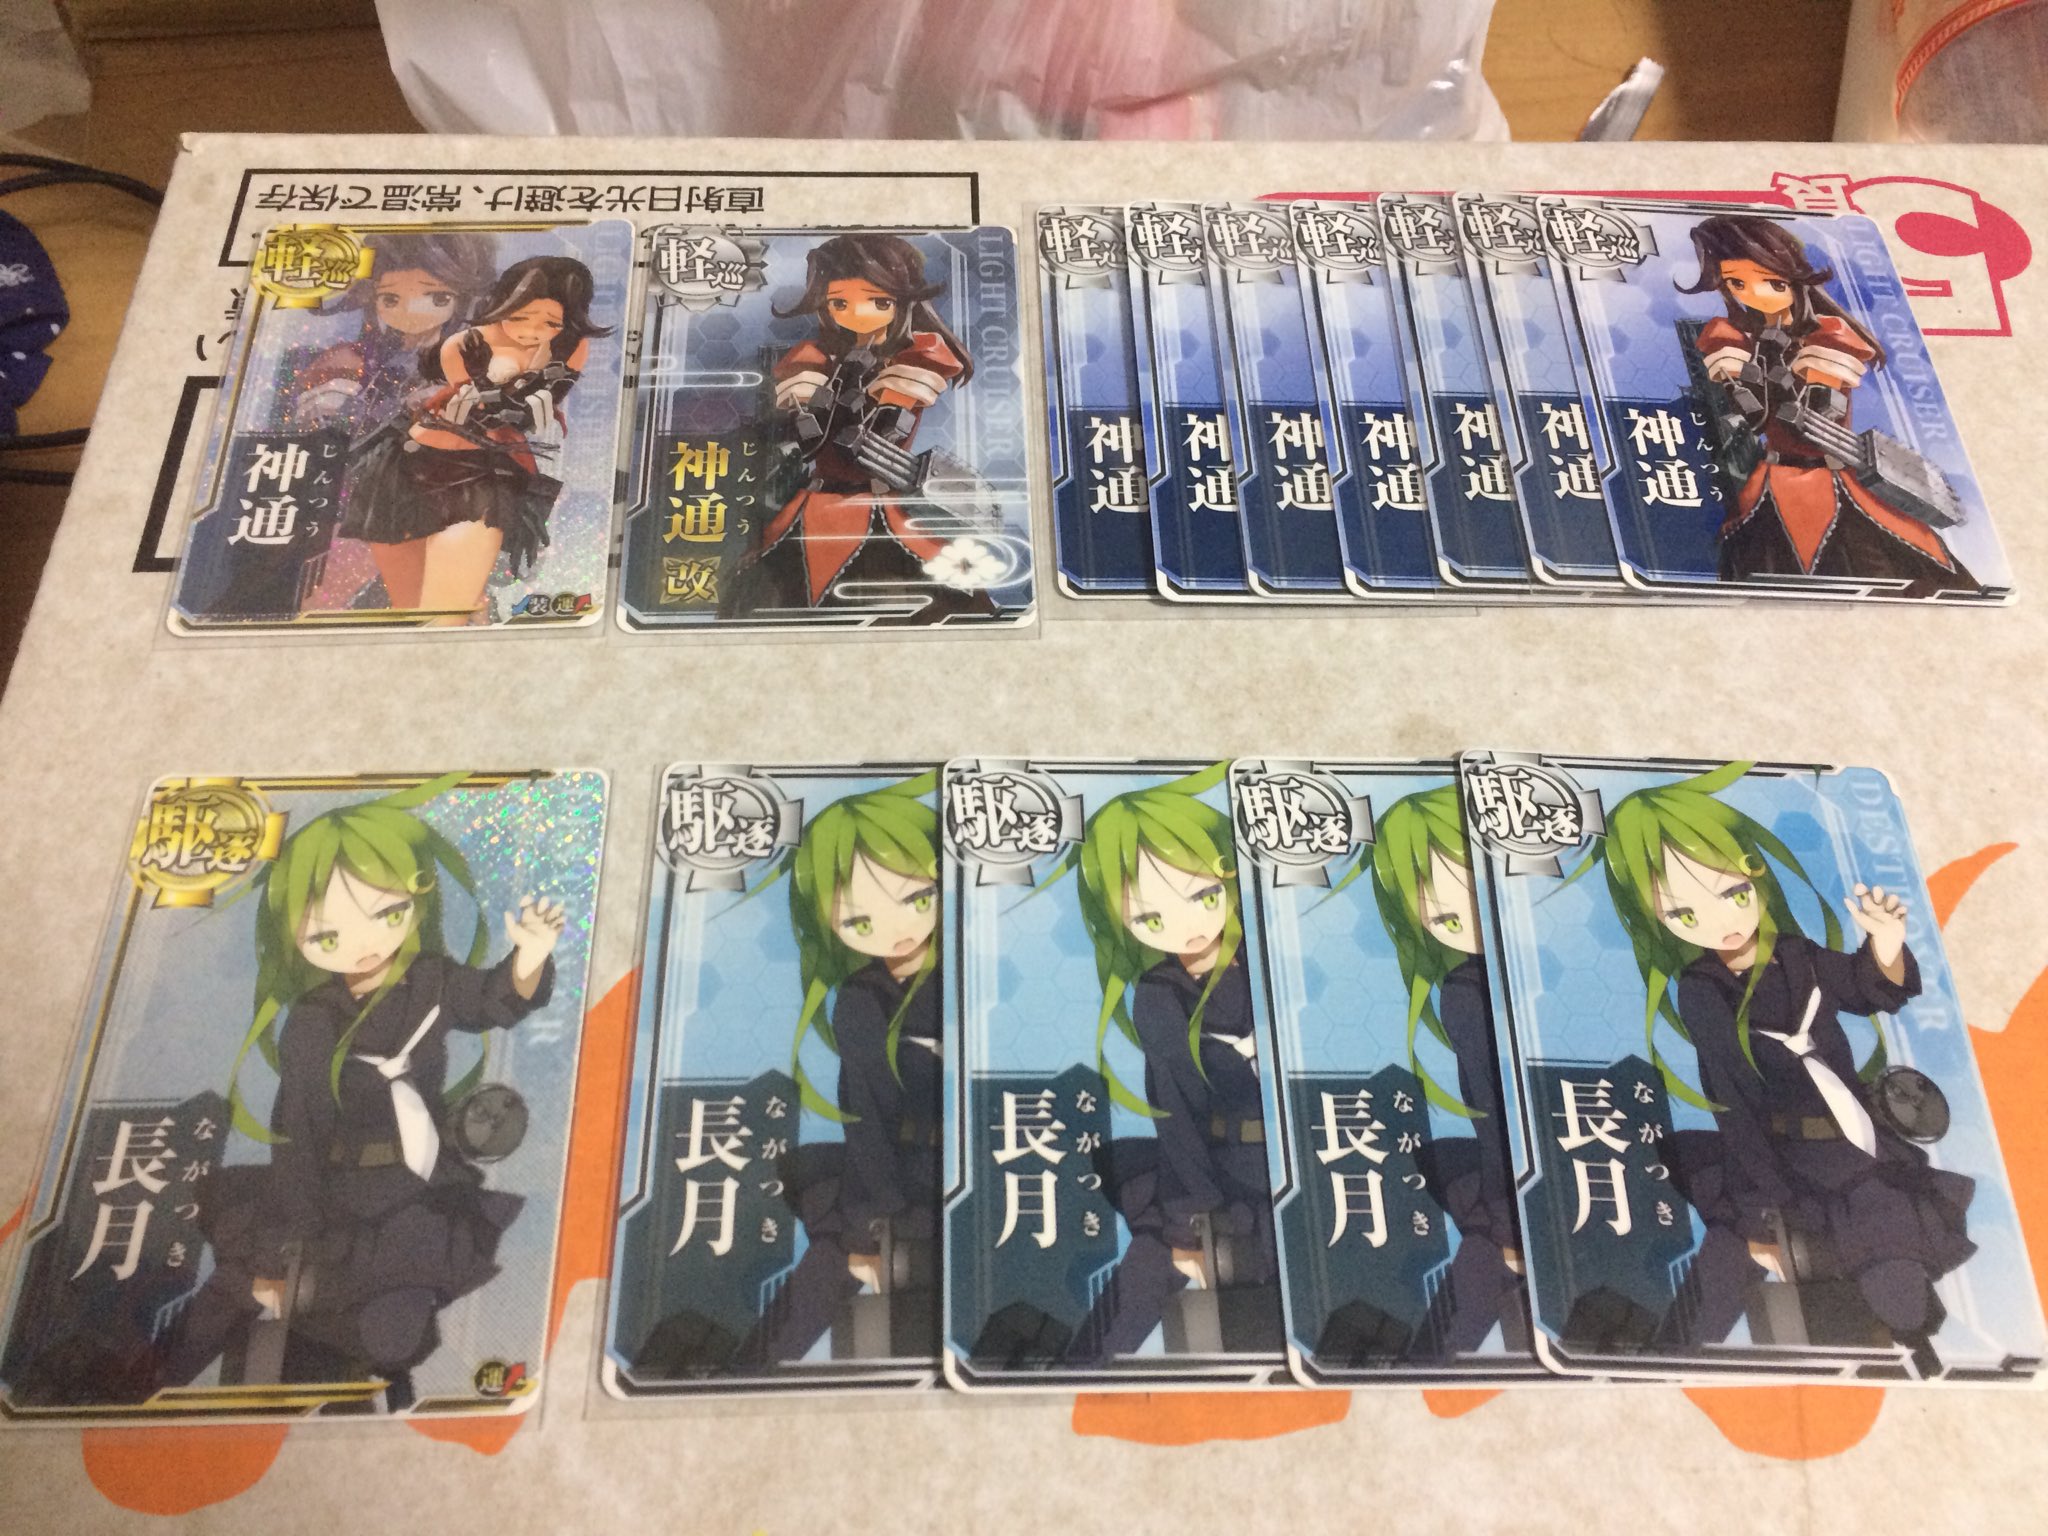 直射日光を避け、常温で保存
軽巡
LIGHT CRUISER
神通
じんつう
装 運
軽巡
LIGHT CRUISER
神通
じんつう
改
軽巡
神通
軽巡
神通
軽巡
神通
軽巡
神通
軽巡
神通
軽巡
神通
軽巡
LIGHT CRUISER
神通
じんつう
駆逐
長月
ながつき
運
駆逐
長月
ながつき
駆逐
長月
ながつき
駆逐
長月
ながつき
駆逐
DESTROYER
長月
ながつき